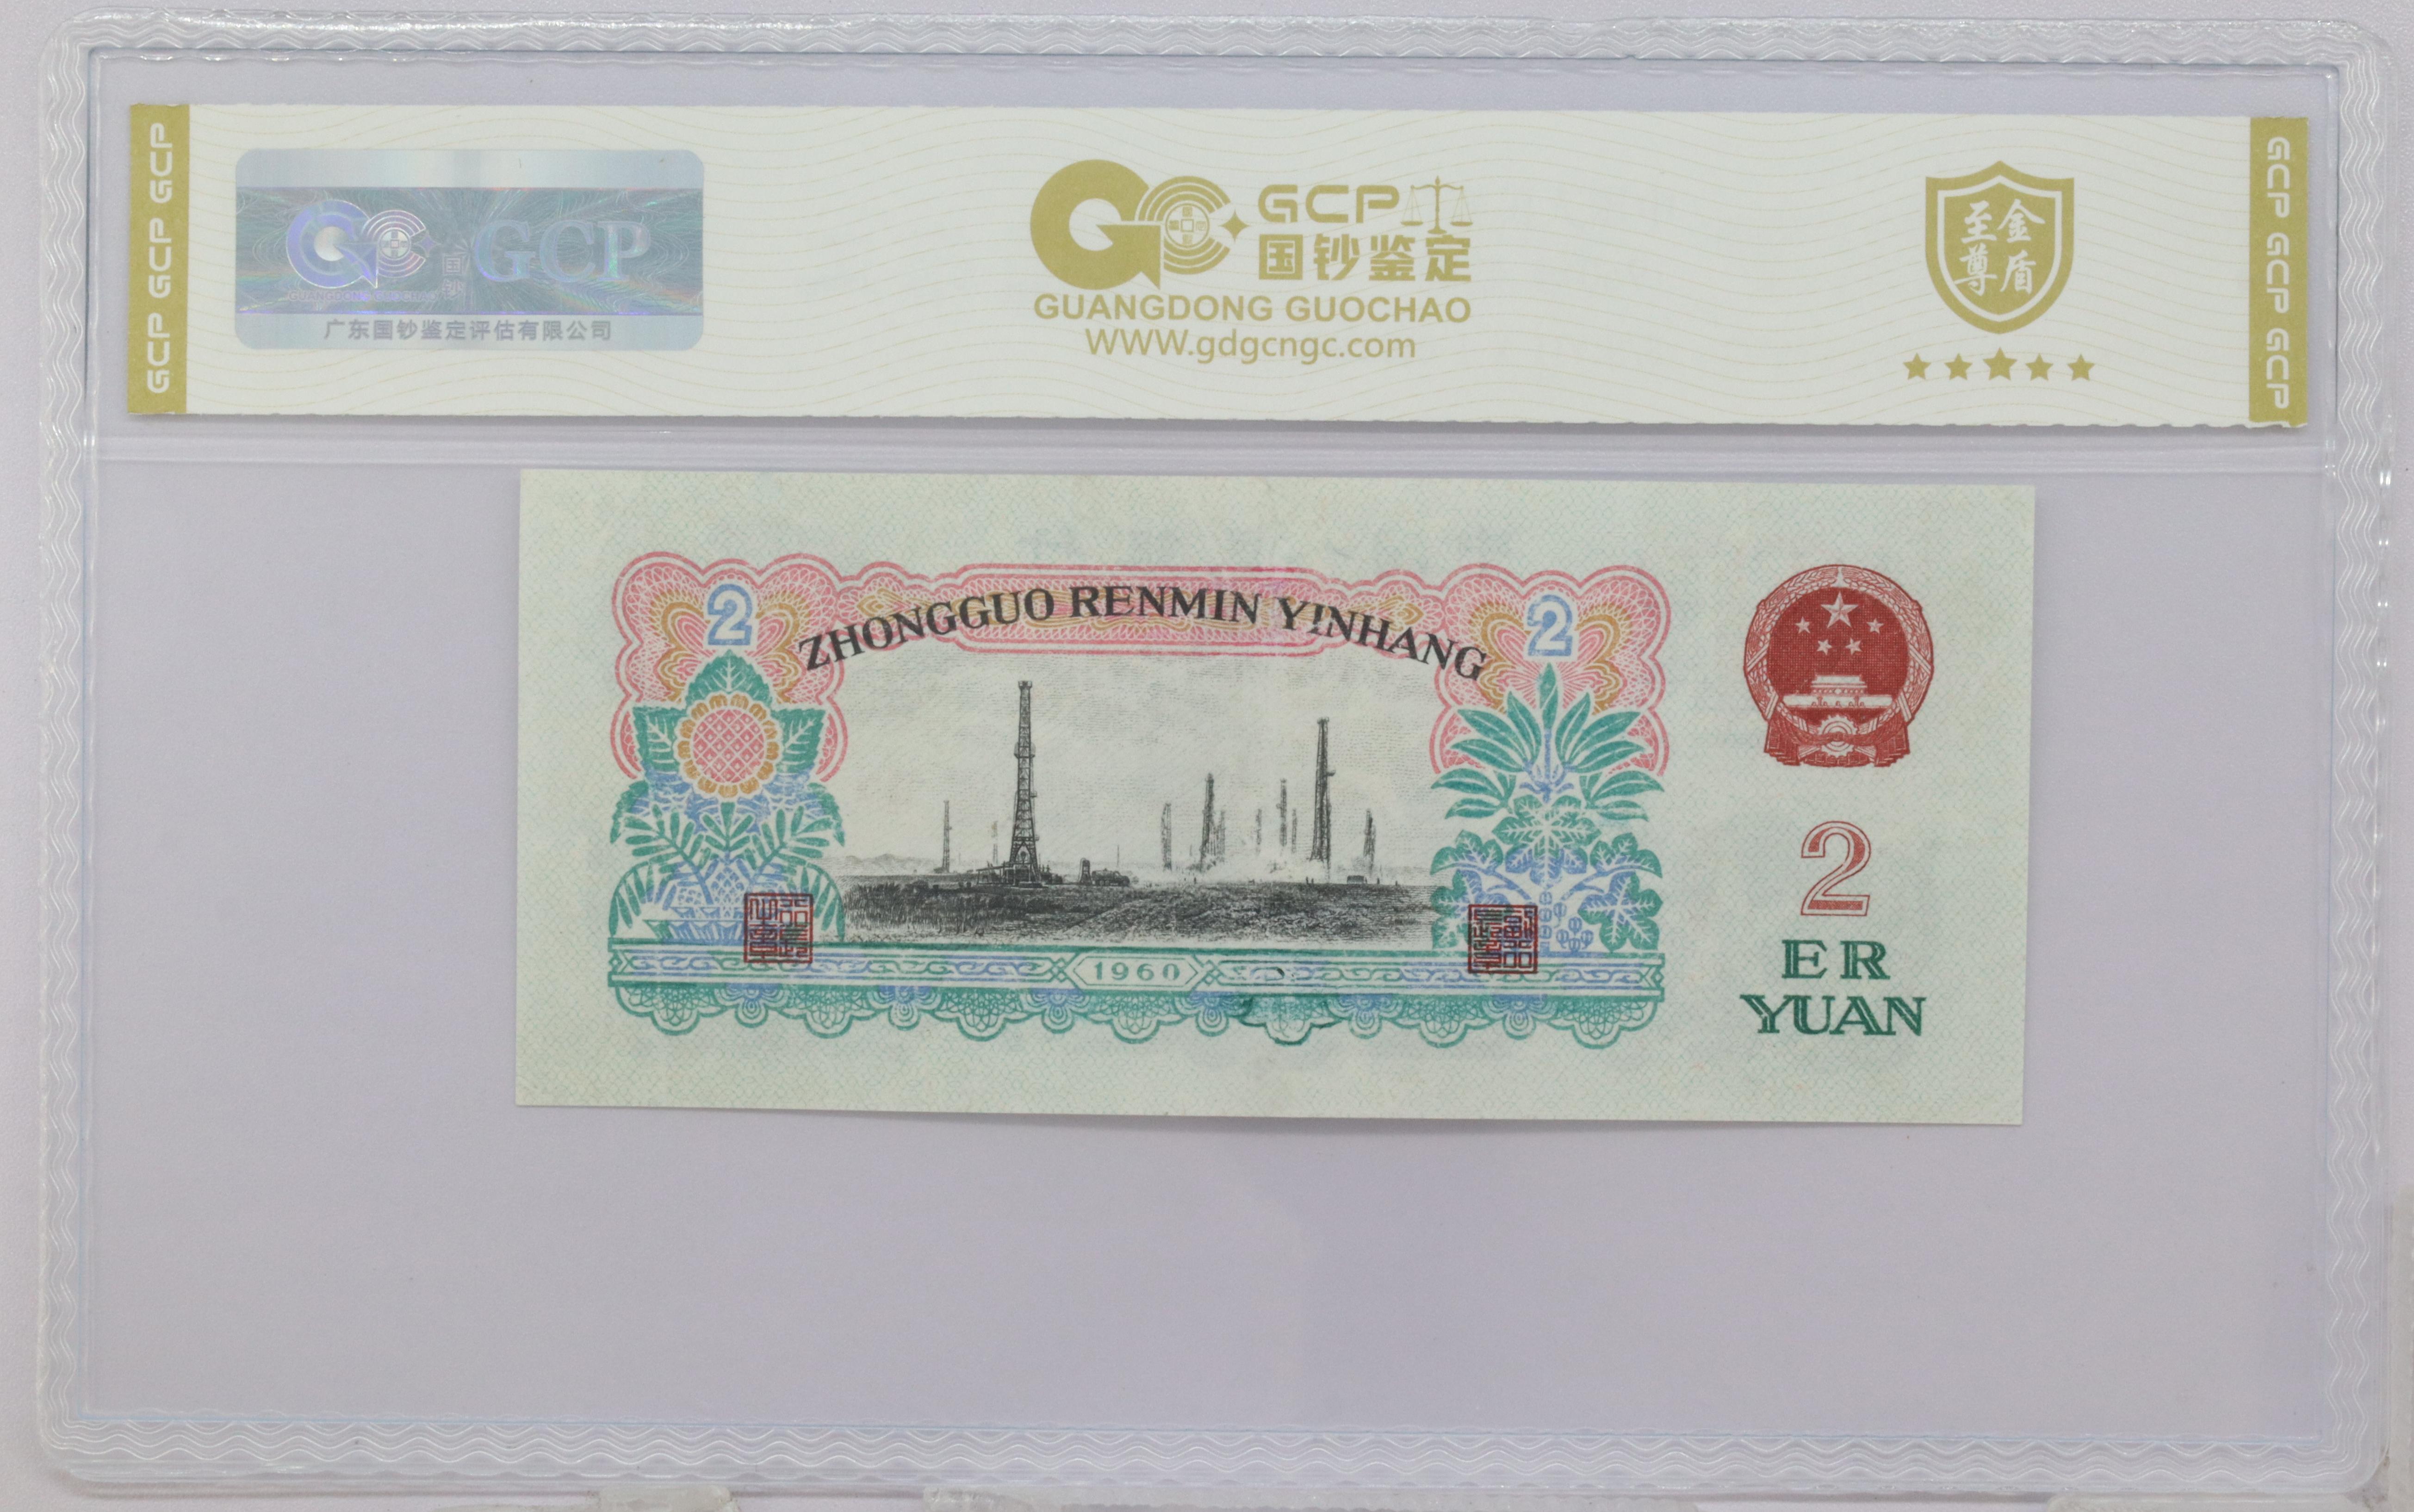 GCP GCP GCP
GCP
国钞
GUANGDONG GUOCHAO
广东国钞鉴定评估有限公司
GCP
国钞鉴定
GUANGDONG GUOCHAO
WWW.gdgcngc.com
至尊
金盾
GCP GCP GCP
2
ZHONGGUO RENMIN YINHANG
2
1960
2
ER
YUAN